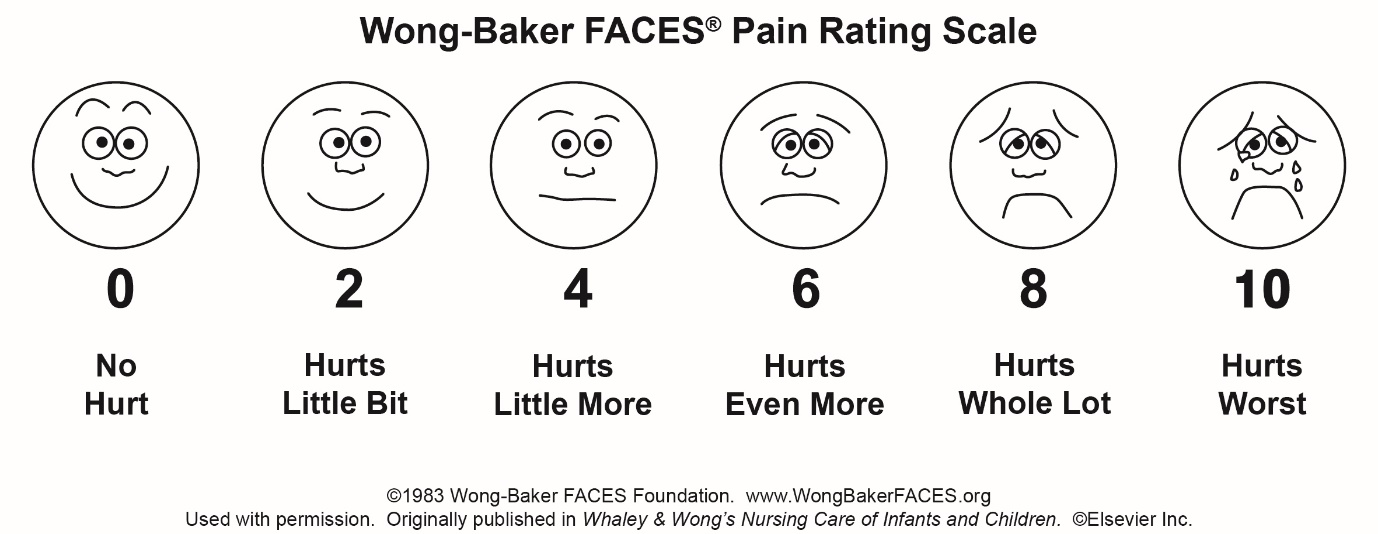 Wong-Baker FACES® Pain Rating Scale
0
2
4
6
8
10
No
Hurt
Hurts
Little Bit
Hurts
Little More
Hurts
Even More
Hurts
Whole Lot
Hurts
Worst
©1983 Wong-Baker FACES Foundation. www.WongBakerFACES.org
Used with permission. Originally published in Whaley & Wong's Nursing Care of Infants and Children. ©Elsevier Inc.